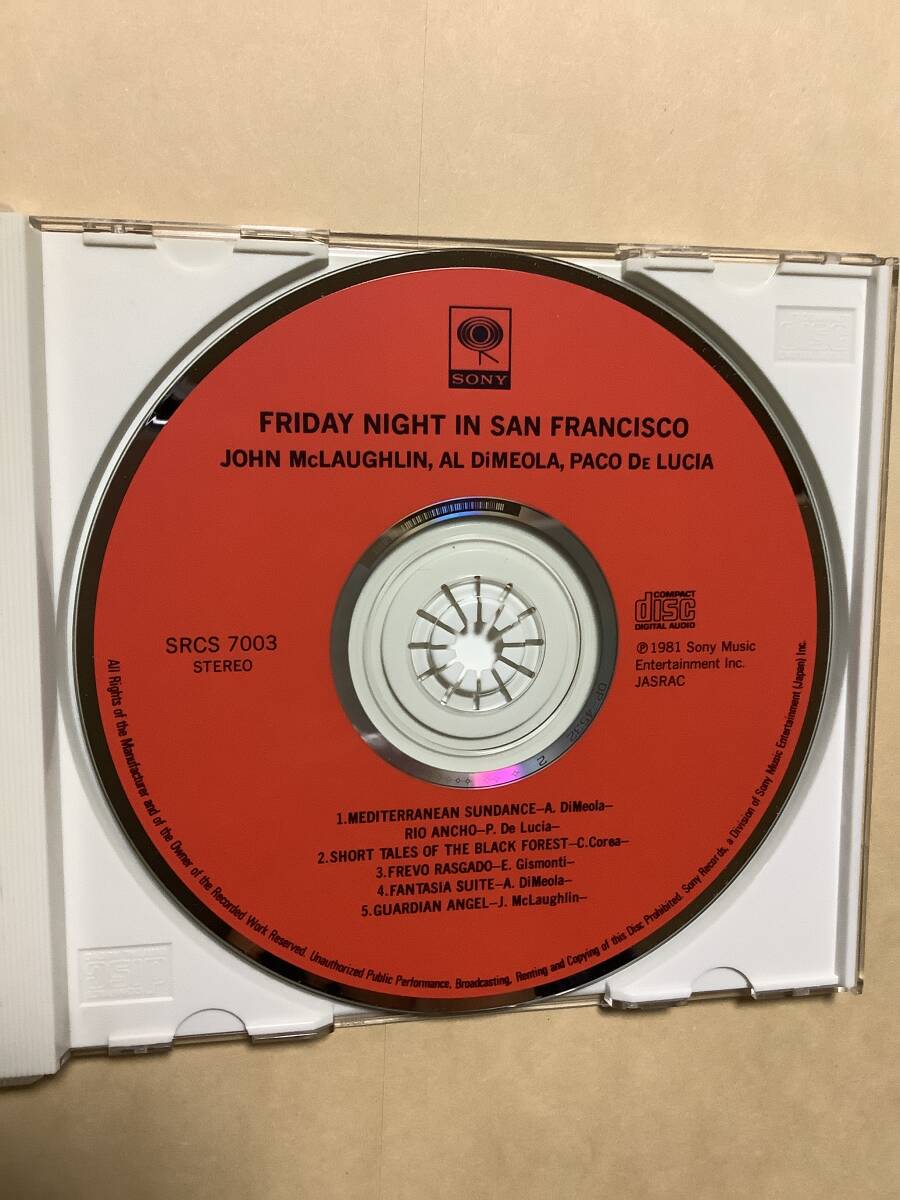 SONY
FRIDAY NIGHT IN SAN FRANCISCO
JOHN McLAUGHLIN, AL DiMEOLA, PACO DE LUCIA
SRCS 7003
STEREO
COMPACT
disc
DIGITAL AUDIO
℗ 1981 Sony Music
Entertainment Inc.
JASRAC
1.MEDITERRANEAN SUNDANCE–A. DiMeola–
RIO ANCHO–P. De Lucia–
2.SHORT TALES OF THE BLACK FOREST–C.Corea–
3.FREVO RASGADO–E. Gismonti–
4.FANTASIA SUITE–A. DiMeola–
5.GUARDIAN ANGEL–J. McLaughlin–
All Rights of the Manufacturer and of the Owner of the Recorded Work Reserved. Unauthorized Public Performance, Broadcasting, Renting and Copying of this Disc Prohibited. Sony Records, a Division of Sony Music Entertainment (Japan) Inc.